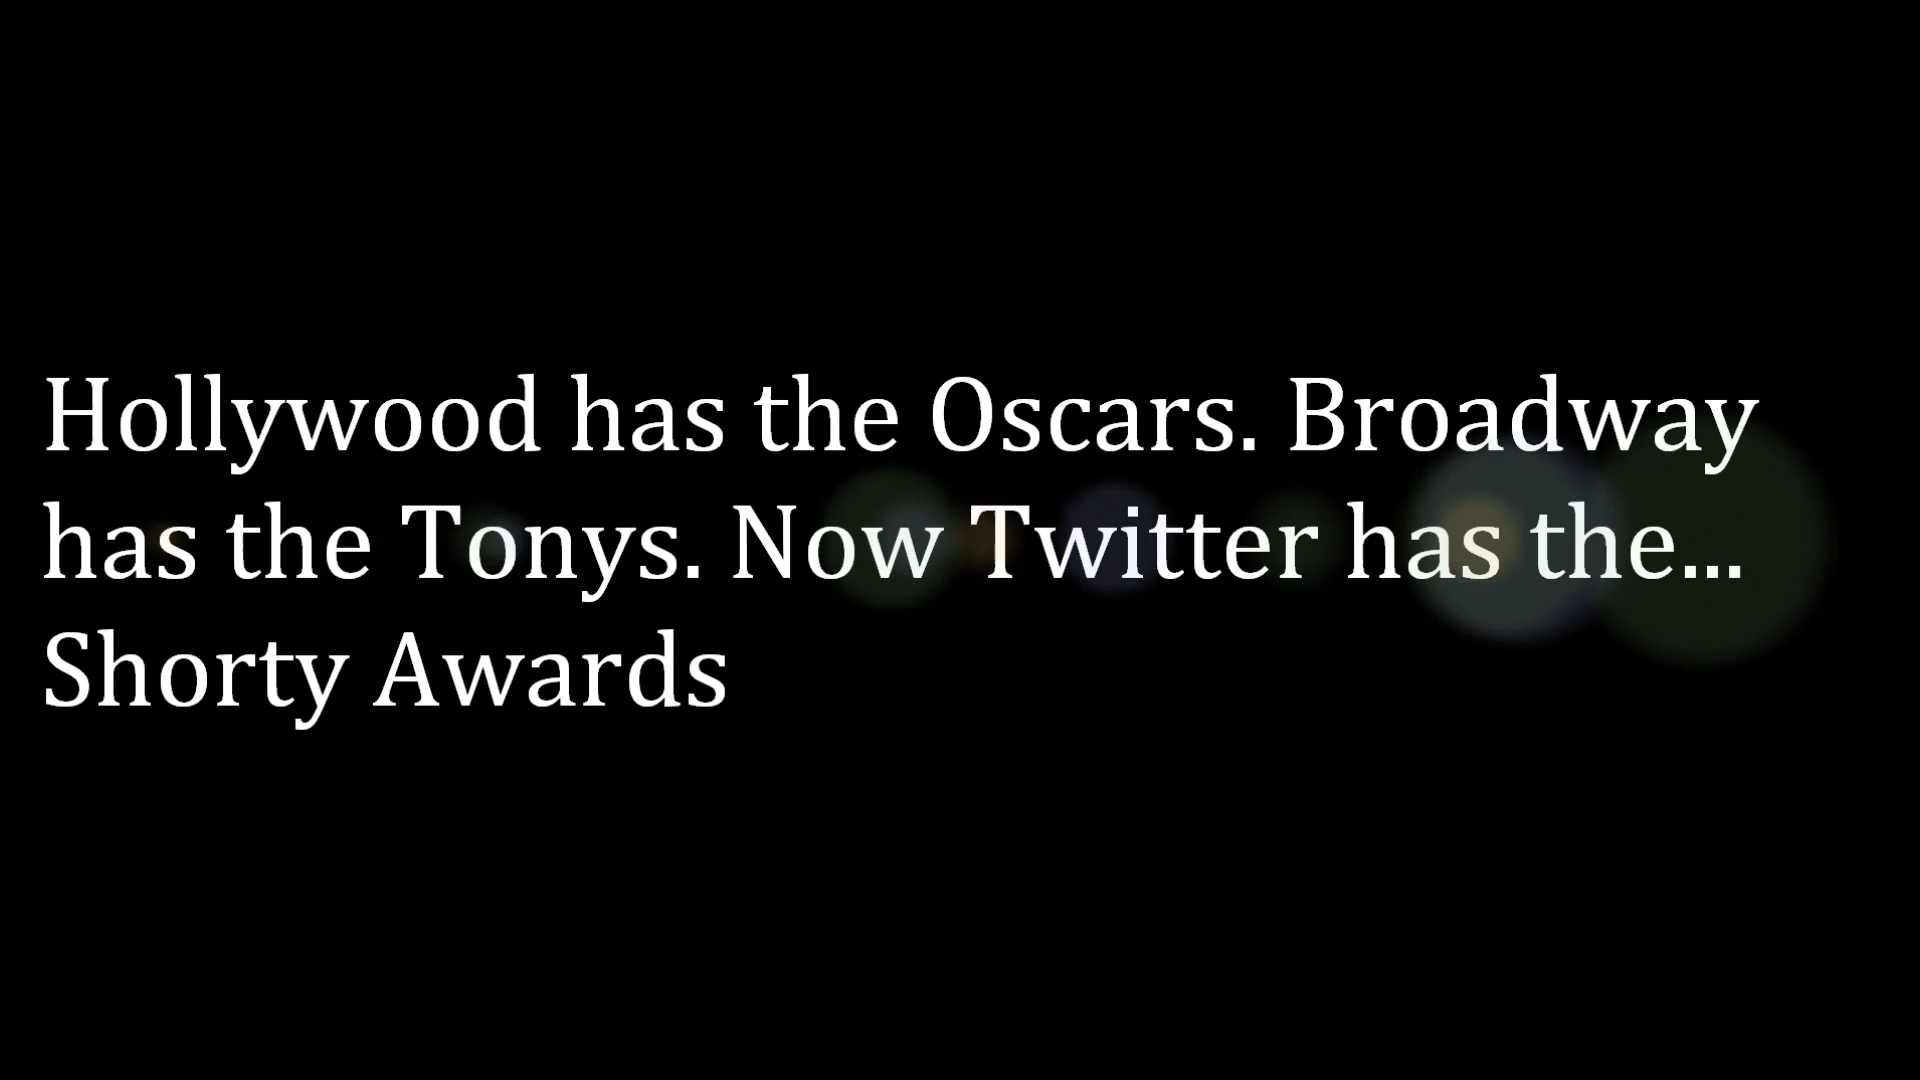 Hollywood has the Oscars. Broadway
has the Tonys. Now Twitter has the...
Shorty Awards